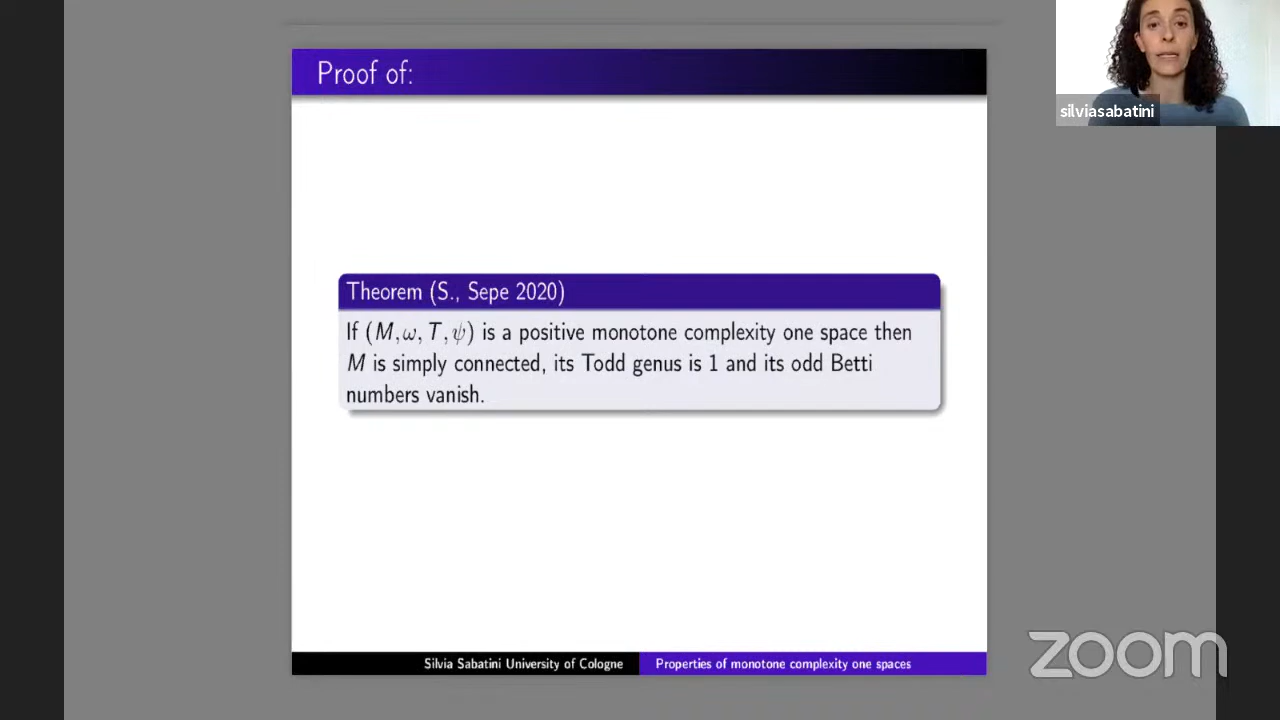 Proof of:
silviasabatini
Theorem (S., Sepe 2020)
If (M, ω, T, ψ) is a positive monotone complexity one space then
M is simply connected, its Todd genus is 1 and its odd Betti
numbers vanish.
Silvia Sabatini University of Cologne
Properties of monotone complexity one spaces
zoom